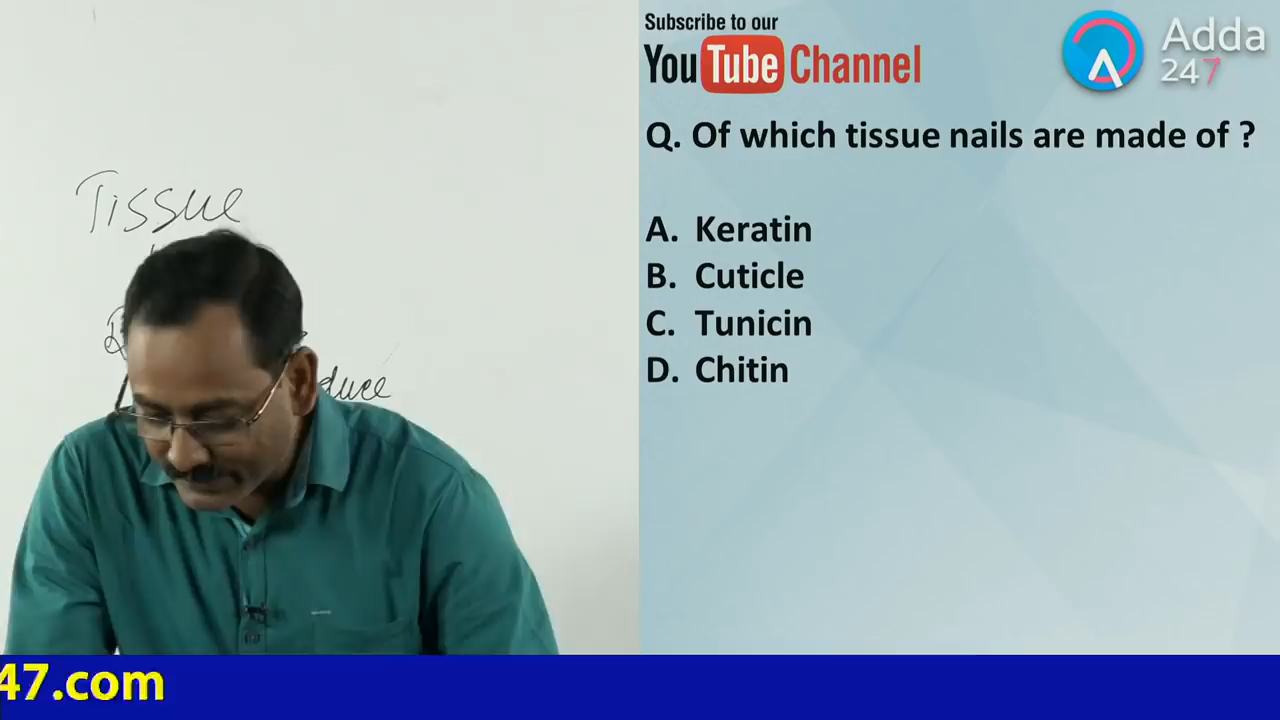 Subscribe to our
YouTube Channel
Adda
247
Q. Of which tissue nails are made of ?
A. Keratin
B. Cuticle
C. Tunicin
D. Chitin
Tissue
47.com